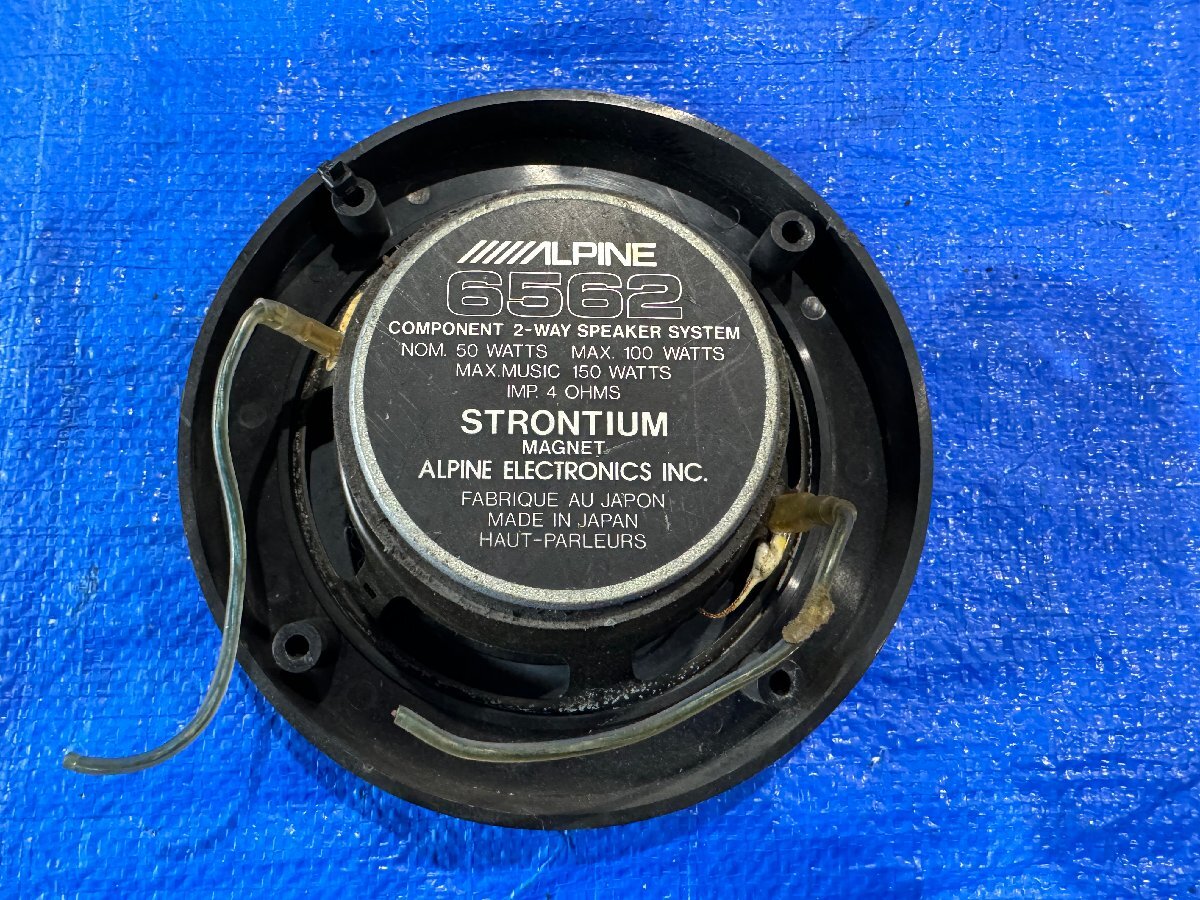 ALPINE
6562
COMPONENT 2-WAY SPEAKER SYSTEM
NOM. 50 WATTS MAX. 100 WATTS
MAX.MUSIC 150 WATTS
IMP. 4 OHMS
STRONTIUM
MAGNET
ALPINE ELECTRONICS INC.
FABRIQUE AU JAPON
MADE IN JAPAN
HAUT-PARLEURS